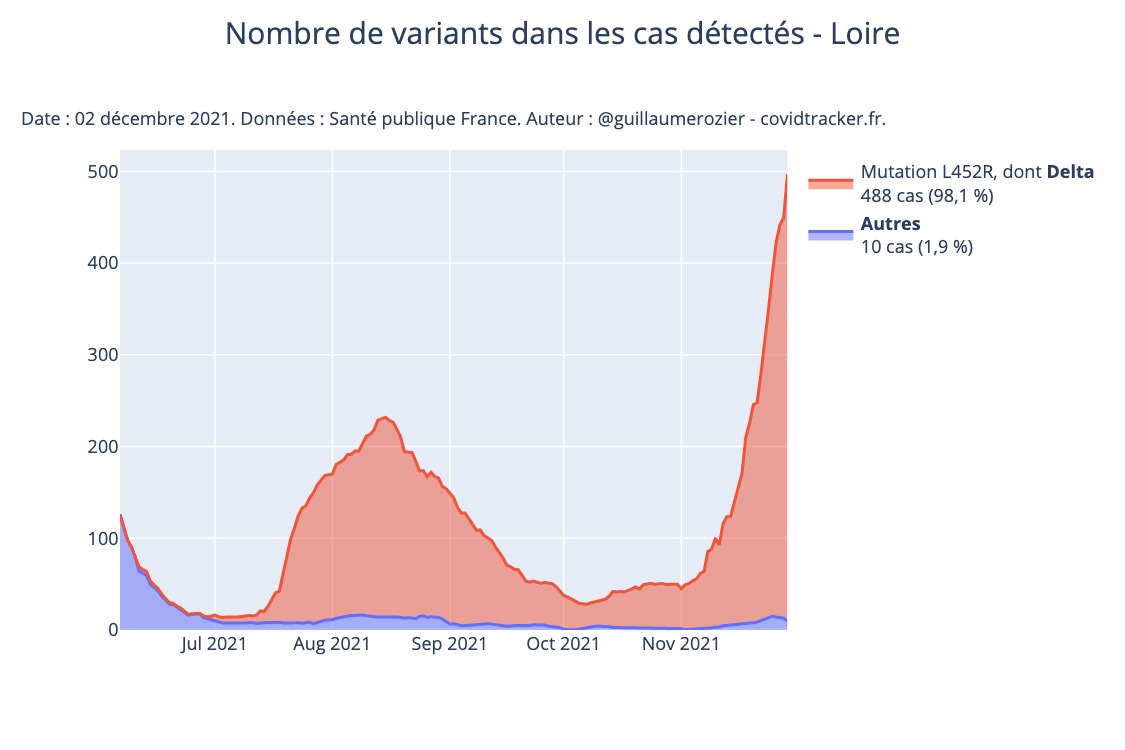 Nombre de variants dans les cas détectés - Loire
Date : 02 décembre 2021. Données : Santé publique France. Auteur : @guillaumerozier - covidtracker.fr.
500
400
300
200
100
0
Jul 2021 Aug 2021 Sep 2021 Oct 2021 Nov 2021
Mutation L452R, dont Delta
488 cas (98,1 %)
Autres
10 cas (1,9 %)